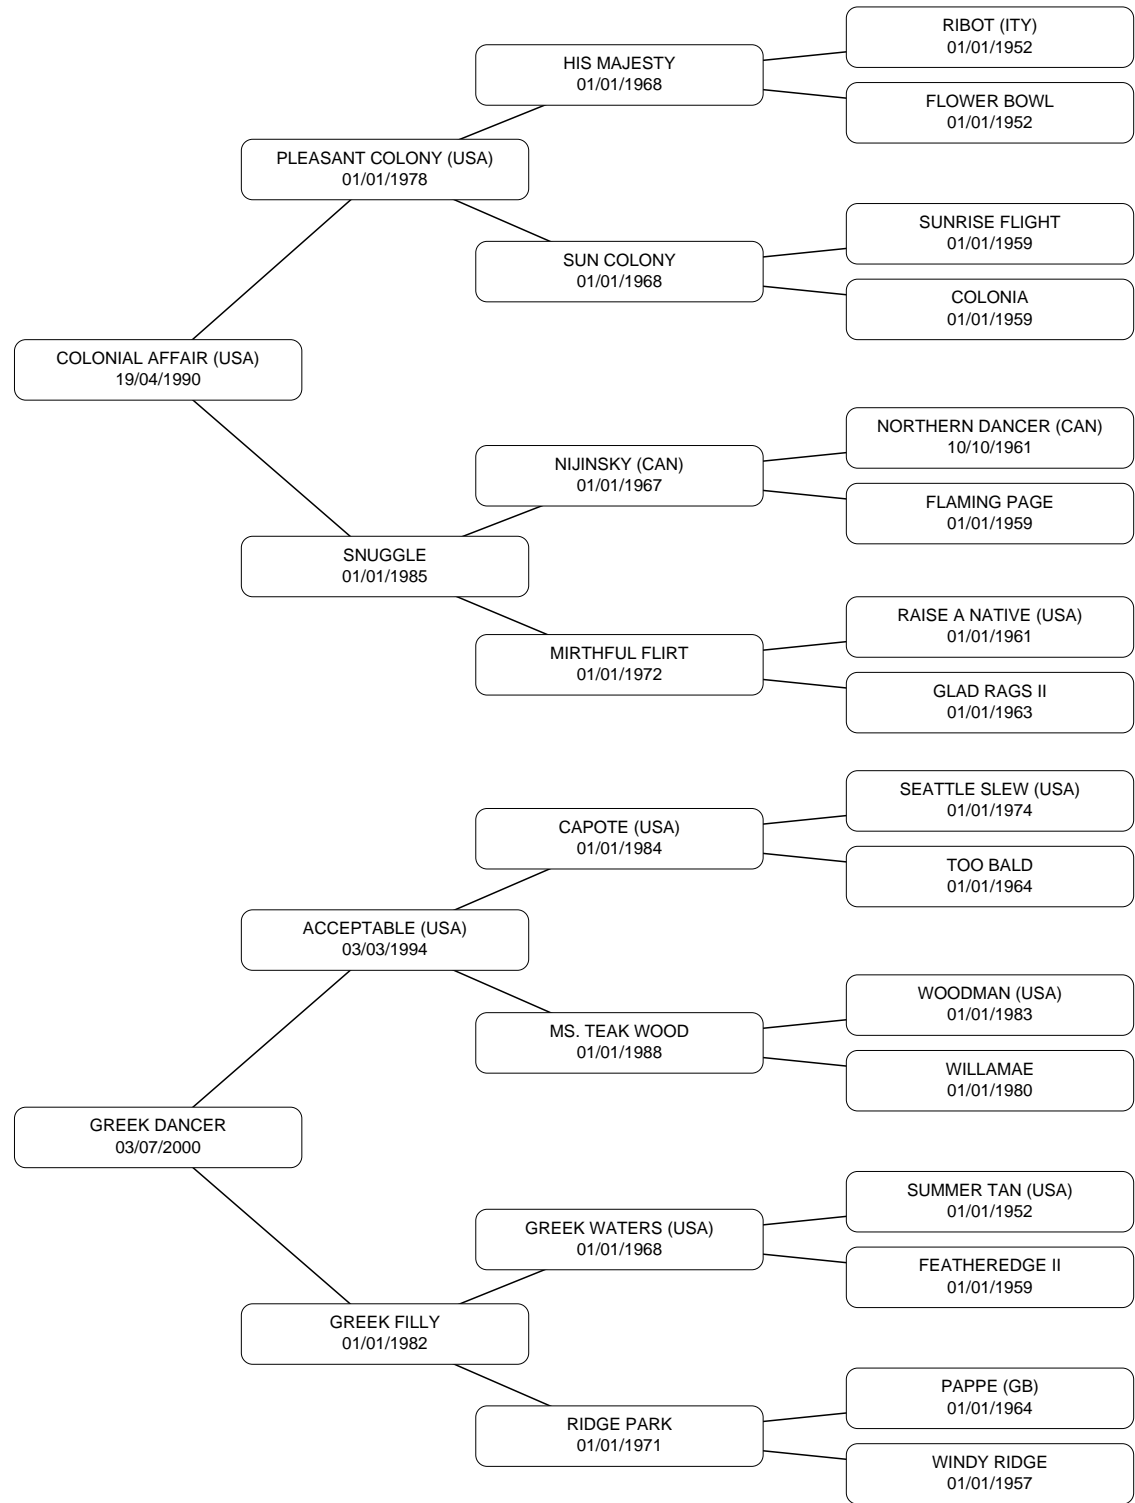 RIBOT (ITY)
01/01/1952
HIS MAJESTY
01/01/1968
FLOWER BOWL
01/01/1952
PLEASANT COLONY (USA)
01/01/1978
SUNRISE FLIGHT
01/01/1959
SUN COLONY
01/01/1968
COLONIA
01/01/1959
COLONIAL AFFAIR (USA)
19/04/1990
NORTHERN DANCER (CAN)
10/10/1961
NIJINSKY (CAN)
01/01/1967
FLAMING PAGE
01/01/1959
SNUGGLE
01/01/1985
RAISE A NATIVE (USA)
01/01/1961
MIRTHFUL FLIRT
01/01/1972
GLAD RAGS II
01/01/1963
SEATTLE SLEW (USA)
01/01/1974
CAPOTE (USA)
01/01/1984
TOO BALD
01/01/1964
ACCEPTABLE (USA)
03/03/1994
WOODMAN (USA)
01/01/1983
MS. TEAK WOOD
01/01/1988
WILLAMAE
01/01/1980
GREEK DANCER
03/07/2000
SUMMER TAN (USA)
01/01/1952
GREEK WATERS (USA)
01/01/1968
FEATHEREDGE II
01/01/1959
GREEK FILLY
01/01/1982
PAPPE (GB)
01/01/1964
RIDGE PARK
01/01/1971
WINDY RIDGE
01/01/1957